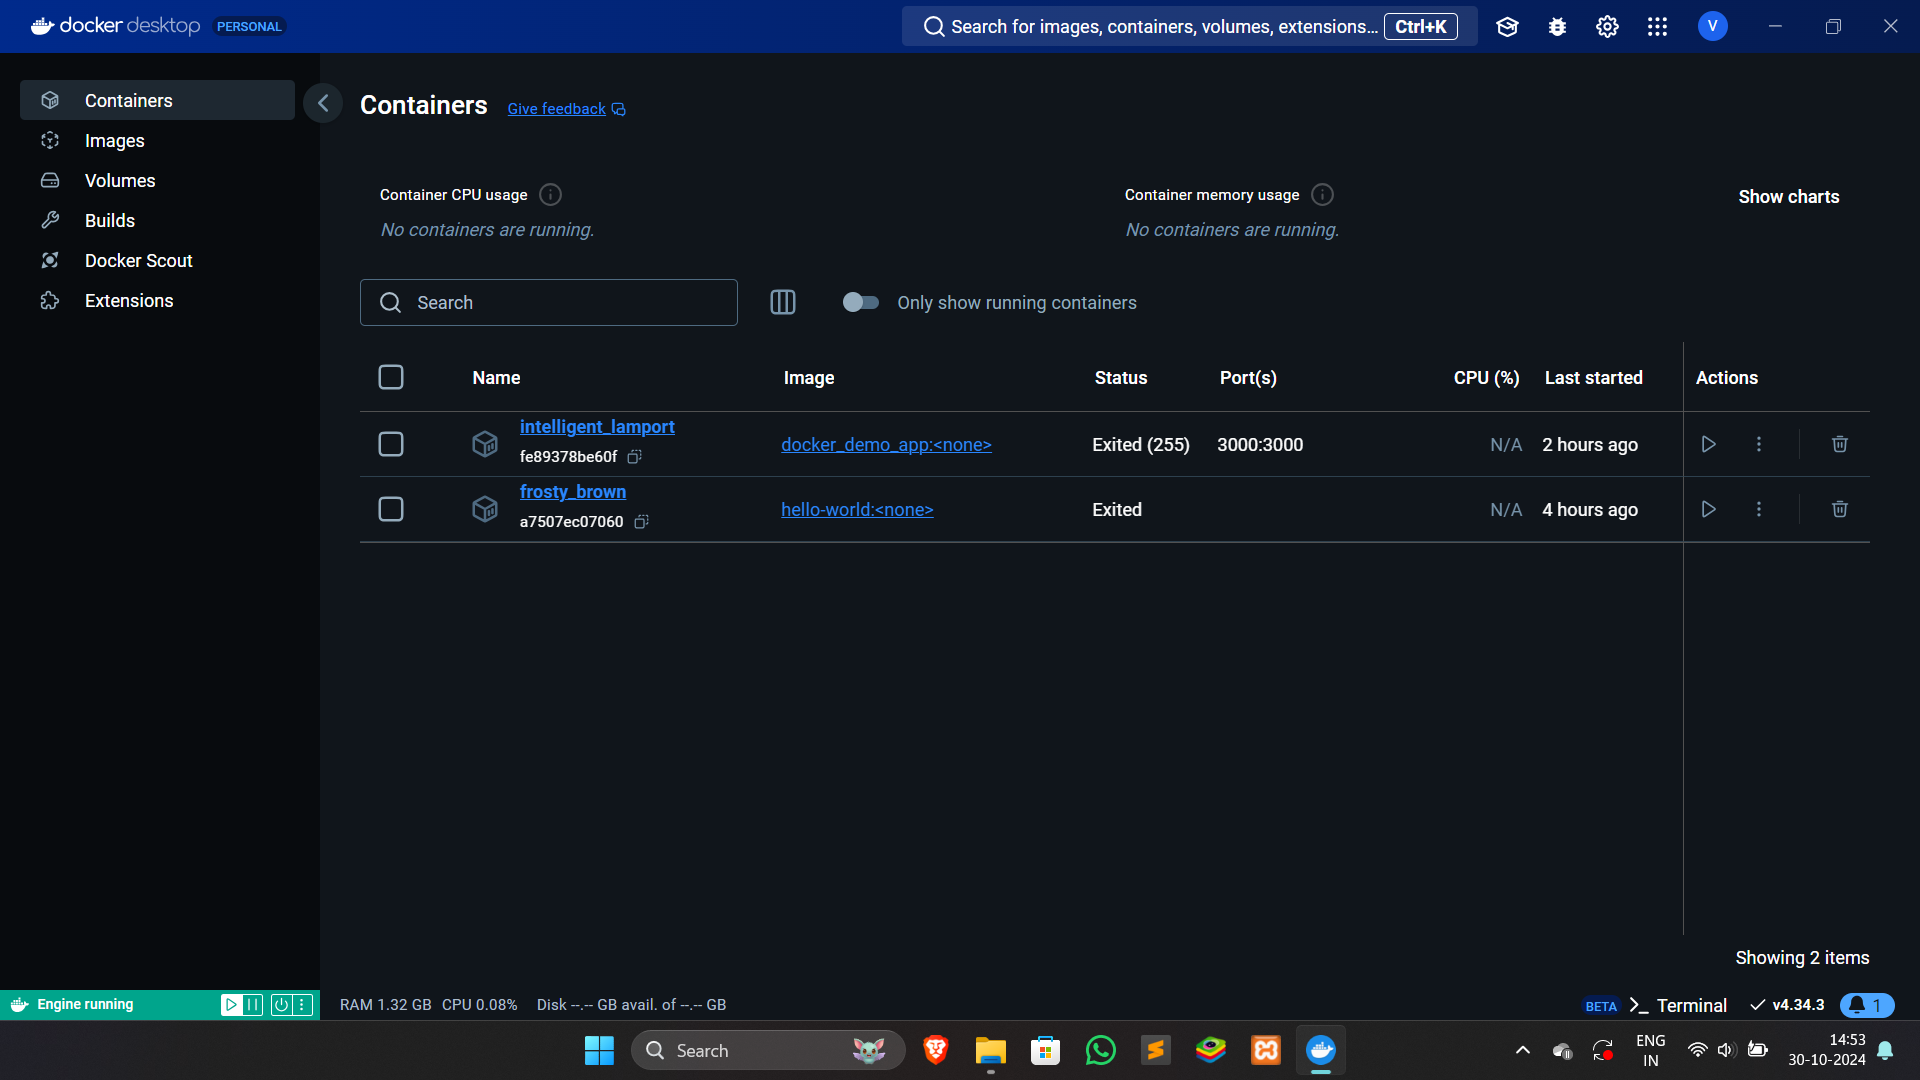 docker desktop PERSONAL
Search for images, containers, volumes, extensions... Ctrl+K
V
Containers
Images
Volumes
Builds
Docker Scout
Extensions
Containers Give feedback
Container CPU usage
No containers are running.
Container memory usage
No containers are running.
Show charts
Search
Only show running containers
Name Image Status Port(s) CPU (%) Last started Actions
intelligent_lamport
fe89378be60f
docker_demo_app:<none> Exited (255) 3000:3000 N/A 2 hours ago
frosty_brown
a7507ec07060
hello-world:<none> Exited N/A 4 hours ago
Showing 2 items
Engine running
RAM 1.32 GB CPU 0.08% Disk --.-- GB avail. of --.-- GB
BETA >_ Terminal v4.34.3 1
Search
ENG
IN
14:53
30-10-2024